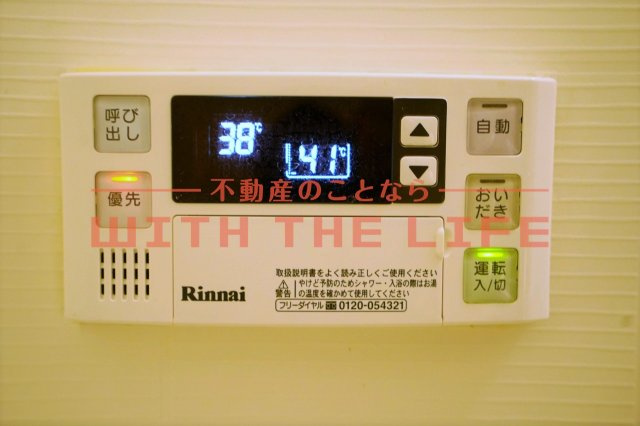 呼び
出し
38℃
41℃
自動
優先
不動産のことなら
WITH THE LIFE
おい
だき
運転
入/切
Rinnai
取扱説明書をよく読み正しくご使用ください
警告 やけど予防のためシャワー・入浴の際はお湯
の温度を確かめて使用してください
フリーダイヤル 0120-054321